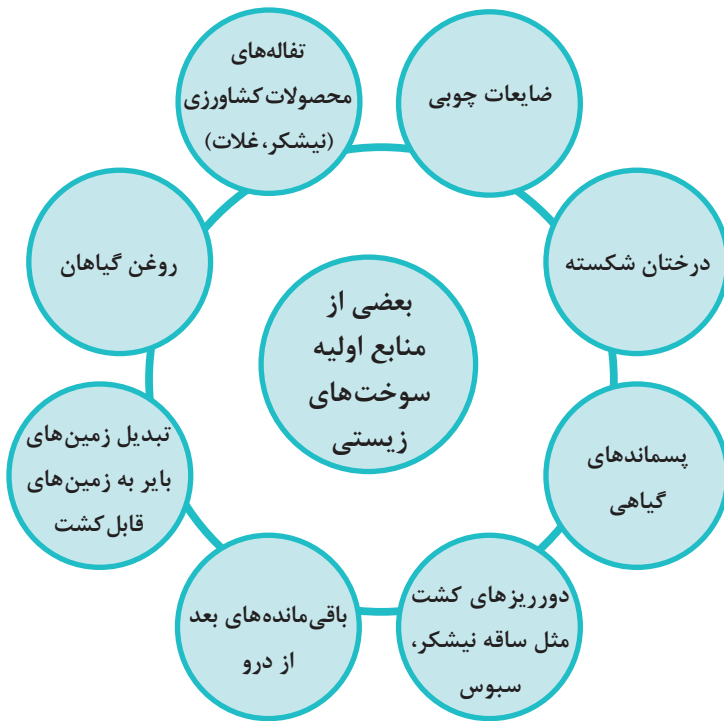 بعضی از
منابع اولیه
سوخت‌های
زیستی
ضایعات چوبی
درختان شکسته
پسماندهای
گیاهی
دورریزهای کشت
مثل ساقه نیشکر،
سبوس
باقی‌مانده‌های بعد
از درو
تبدیل زمین‌های
بایر به زمین‌های
قابل‌کشت
روغن گیاهان
تفاله‌های
محصولات کشاورزی
(نیشکر، غلات)